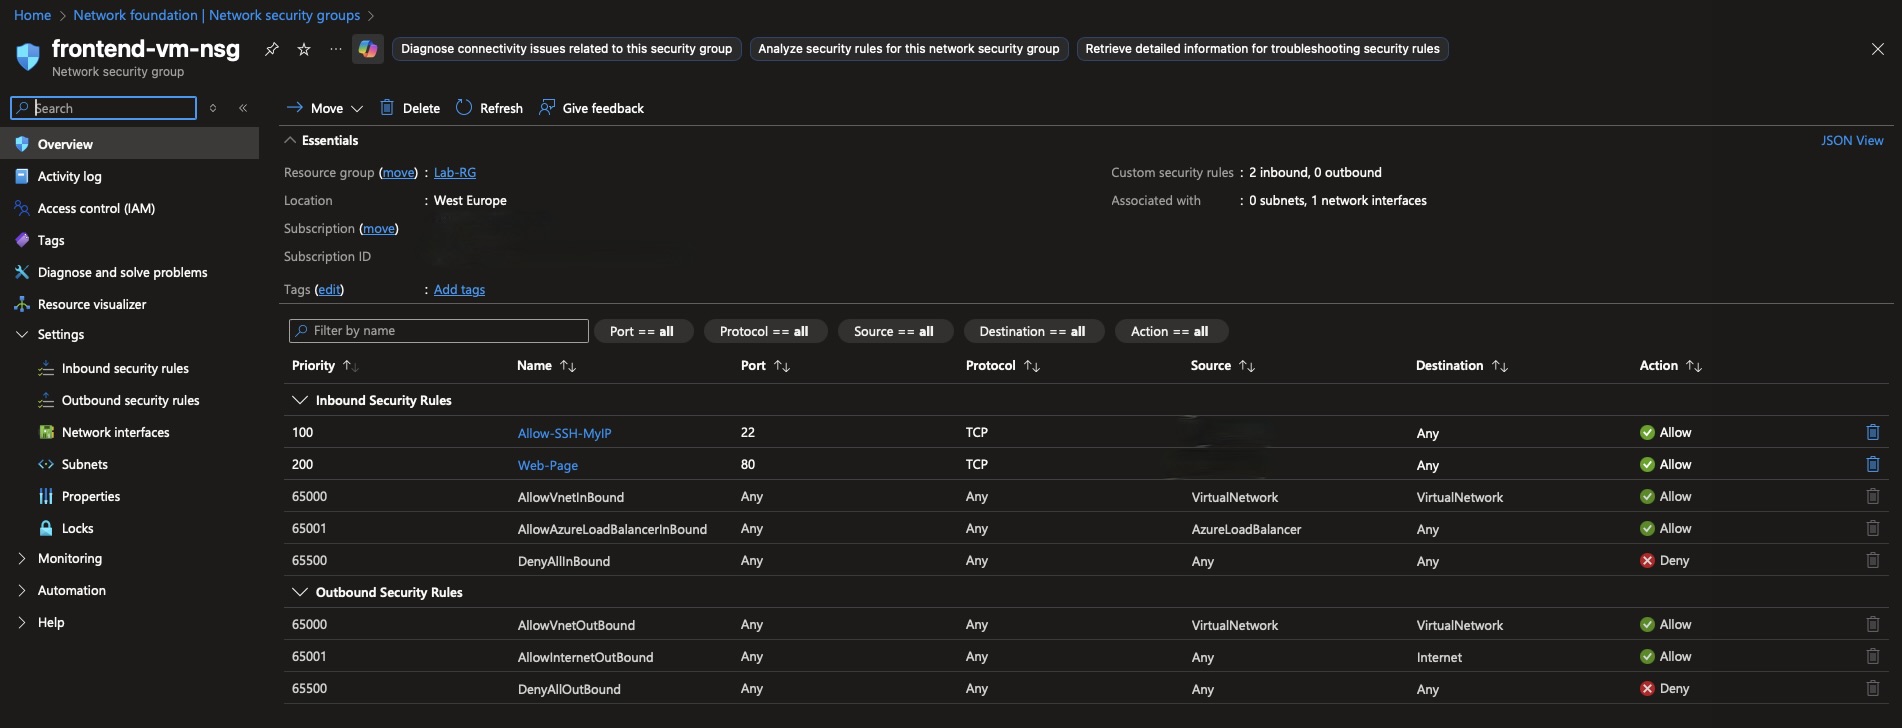 Home > Network foundation | Network security groups >
frontend-vm-nsg ... Diagnose connectivity issues related to this security group Analyze security rules for this network security group Retrieve detailed information for troubleshooting security rules
Network security group
Search
Overview
Activity log
Access control (IAM)
Tags
Diagnose and solve problems
Resource visualizer
Settings
Inbound security rules
Outbound security rules
Network interfaces
Subnets
Properties
Locks
Monitoring
Automation
Help
Move Delete Refresh Give feedback
Essentials JSON View
Resource group (move) : Lab-RG
Location : West Europe
Subscription (move)
Subscription ID
Tags (edit) : Add tags
Custom security rules : 2 inbound, 0 outbound
Associated with : 0 subnets, 1 network interfaces
Filter by name Port == all Protocol == all Source == all Destination == all Action == all
Priority Name Port Protocol Source Destination Action
Inbound Security Rules
100 Allow-SSH-MyIP 22 TCP Any Allow
200 Web-Page 80 TCP Any Allow
65000 AllowVnetInBound Any Any VirtualNetwork VirtualNetwork Allow
65001 AllowAzureLoadBalancerInBound Any Any AzureLoadBalancer Any Allow
65500 DenyAllInBound Any Any Any Any Deny
Outbound Security Rules
65000 AllowVnetOutBound Any Any VirtualNetwork VirtualNetwork Allow
65001 AllowInternetOutBound Any Any Any Internet Allow
65500 DenyAllOutBound Any Any Any Any Deny